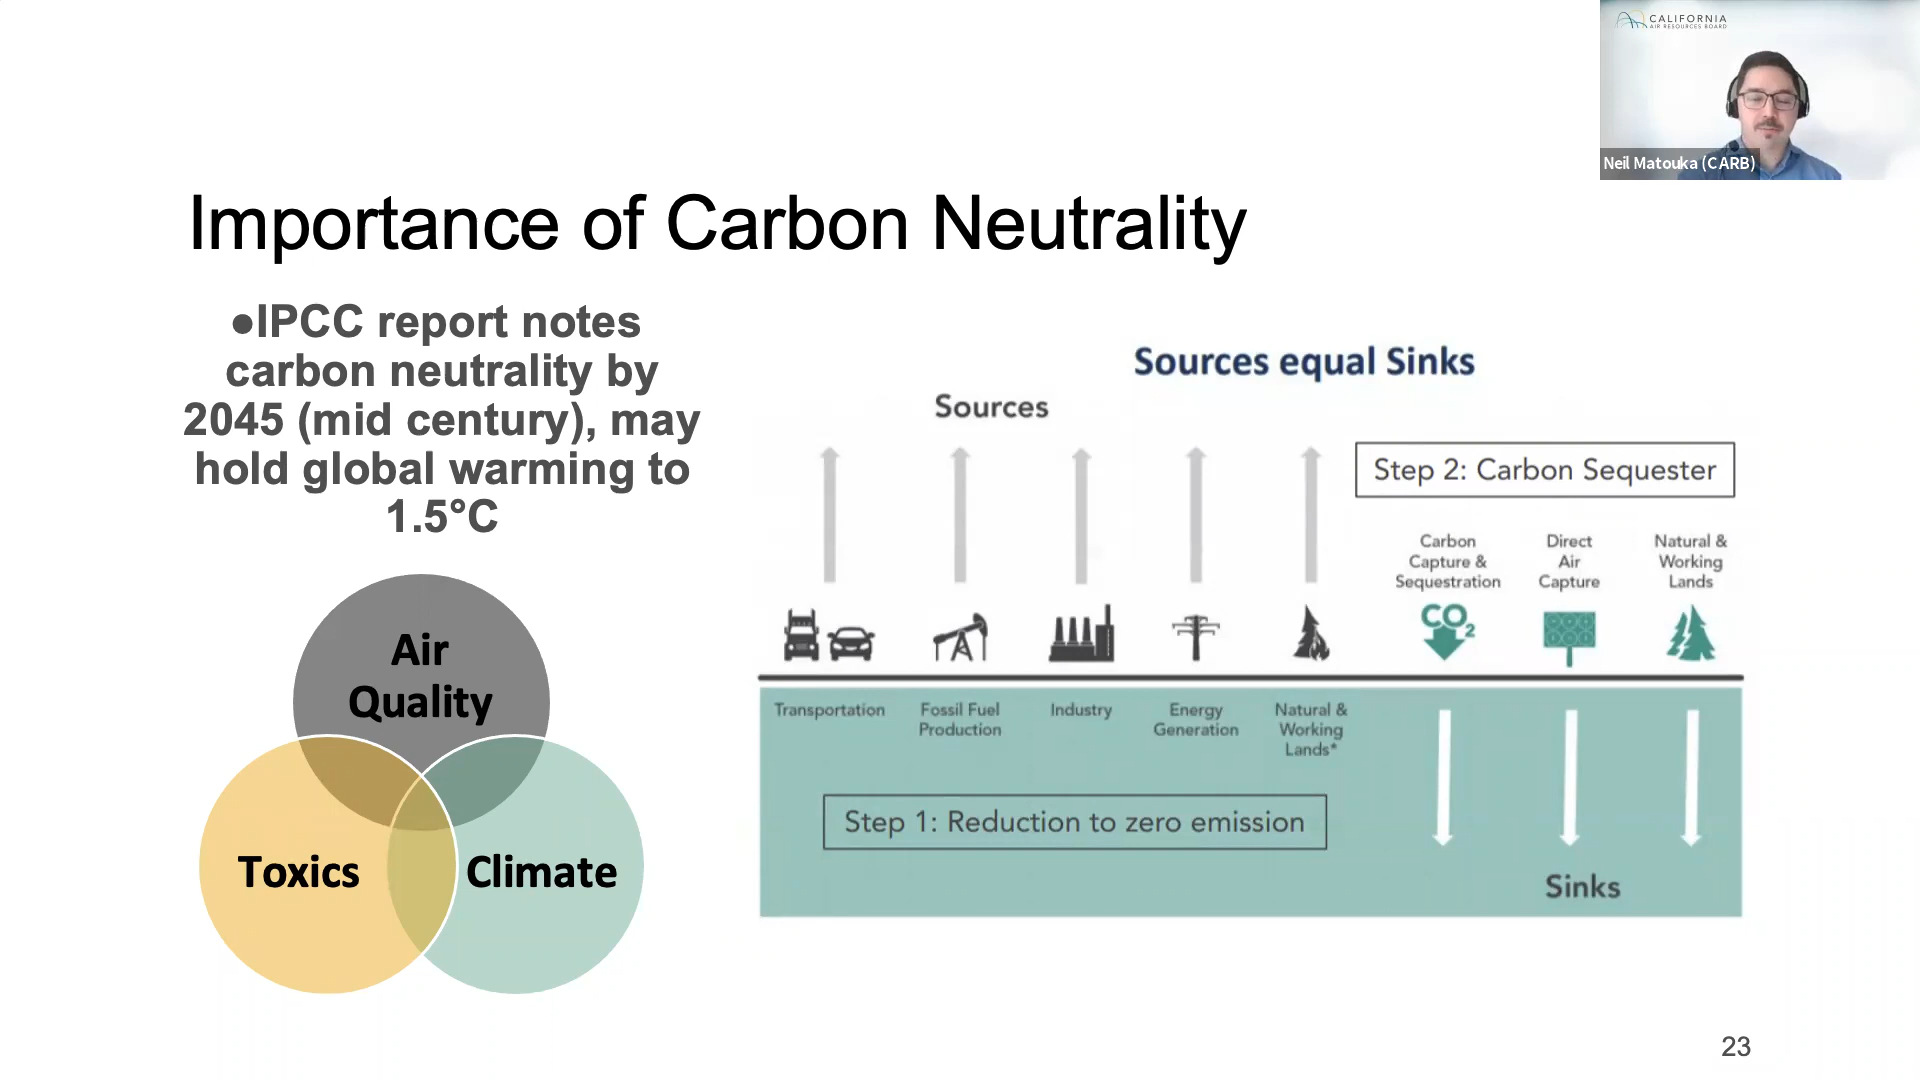 CALIFORNIA
AIR RESOURCES BOARD
Neil Matouka (CARB)
Importance of Carbon Neutrality
●IPCC report notes
carbon neutrality by
2045 (mid century), may
hold global warming to
1.5°C
Air
Quality
Toxics
Climate
Sources equal Sinks
Sources
Step 2: Carbon Sequester
Carbon
Capture &
Sequestration
Direct
Air
Capture
Natural &
Working
Lands
CO2
Transportation
Fossil Fuel
Production
Industry
Energy
Generation
Natural &
Working
Lands*
Step 1: Reduction to zero emission
Sinks
23